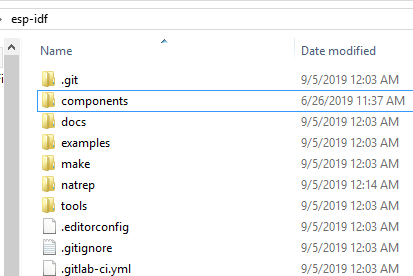 esp-idf
Name Date modified
.git 9/5/2019 12:03 AM
components 6/26/2019 11:37 AM
docs 9/5/2019 12:03 AM
examples 9/5/2019 12:03 AM
make 9/5/2019 12:03 AM
natrep 9/5/2019 12:14 AM
tools 9/5/2019 12:03 AM
.editorconfig 9/5/2019 12:03 AM
.gitignore 9/5/2019 12:03 AM
.gitlab-ci.yml 9/5/2019 12:03 AM